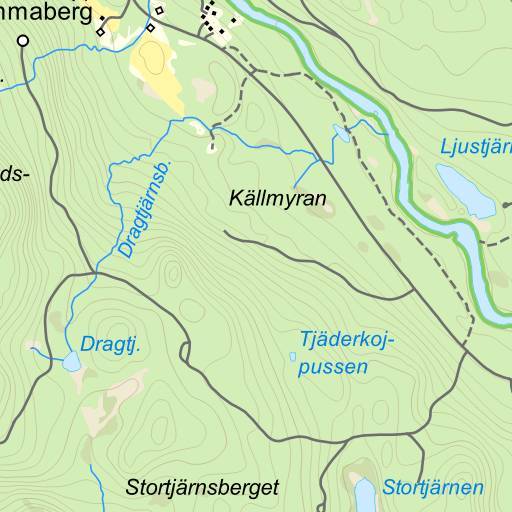 mmaberg
Ljustjärn
ds-
Dragtjärnsb.
Källmyran
Dragtj.
Tjäderkoj-
pussen
Stortjärnsberget
Stortjärnen